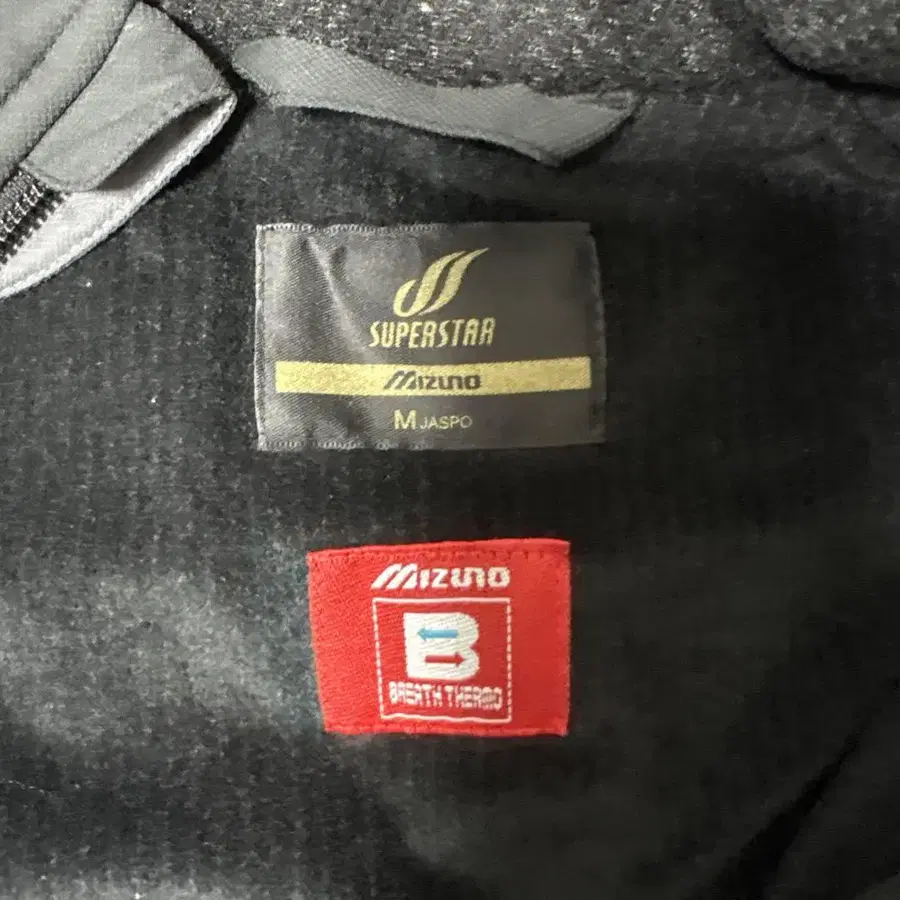 SUPERSTAR
Mizuno
M JASPO
Mizuno
B
BREATH THERMO